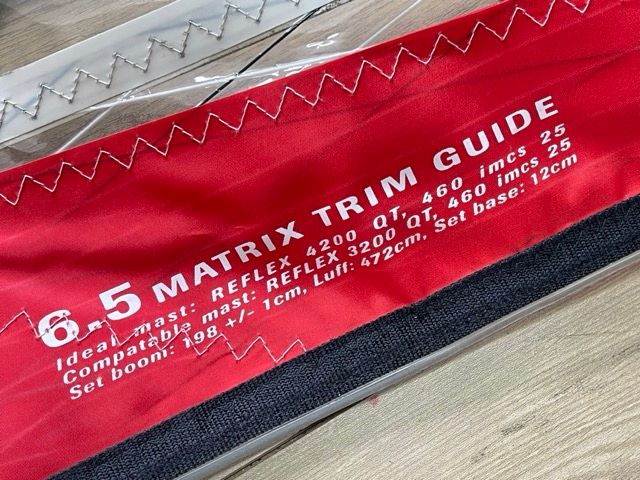 6.5 MATRIX TRIM GUIDE
Ideal mast: REFLEX 4200 QT, 460 imcs 25
Compatable mast: REFLEX 3200 QT, 460 imcs 25
Set boom: 198 +/- 1cm, Luff: 472cm, Set base: 12cm